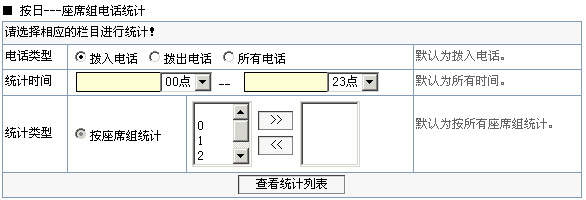 ■ 按日---座席组电话统计
请选择相应的栏目进行统计!
电话类型 拨入电话 拨出电话 所有电话 默认为拨入电话。
统计时间 00点 -- 23点 默认为所有时间。
统计类型 按座席组统计 >> 默认为按所有座席组统计。
0
1
2
<<
查看统计列表